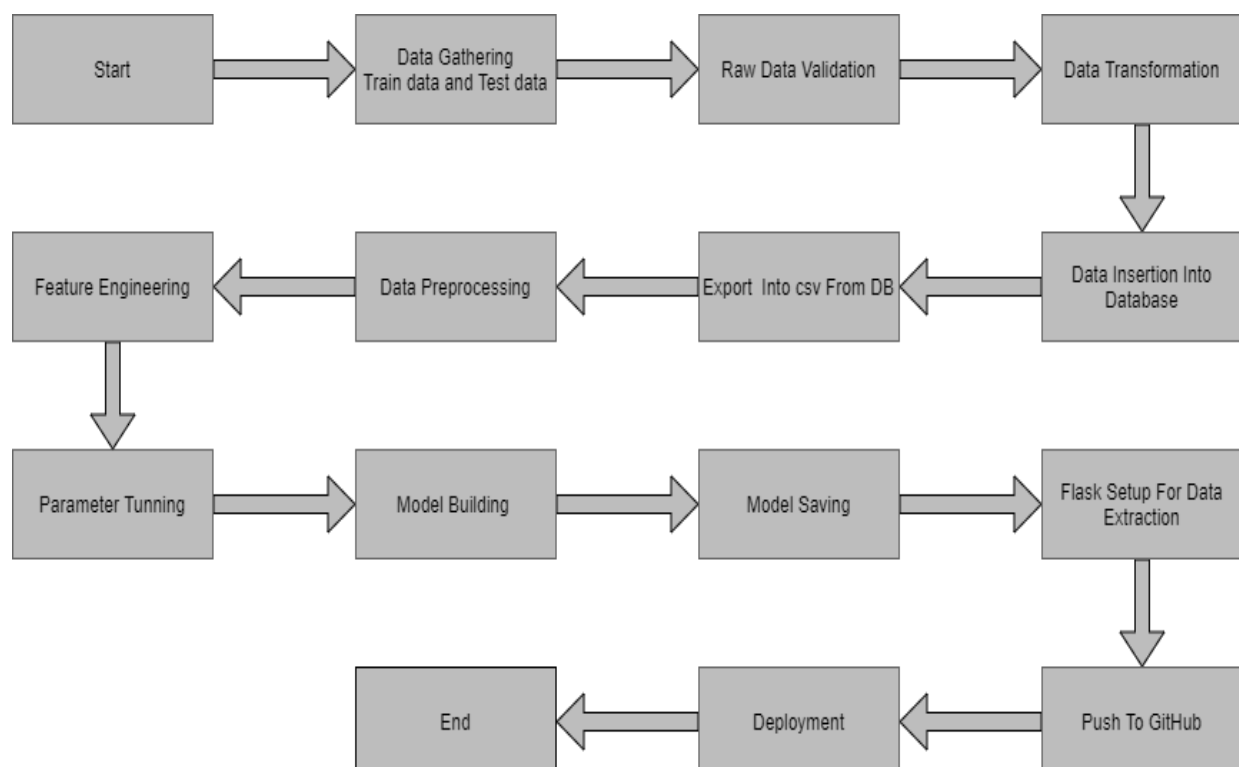 Start
Data Gathering
Train data and Test data
Raw Data Validation
Data Transformation
Data Insertion Into
Database
Export Into csv From DB
Data Preprocessing
Feature Engineering
Parameter Tunning
Model Building
Model Saving
Flask Setup For Data
Extraction
Push To GitHub
Deployment
End